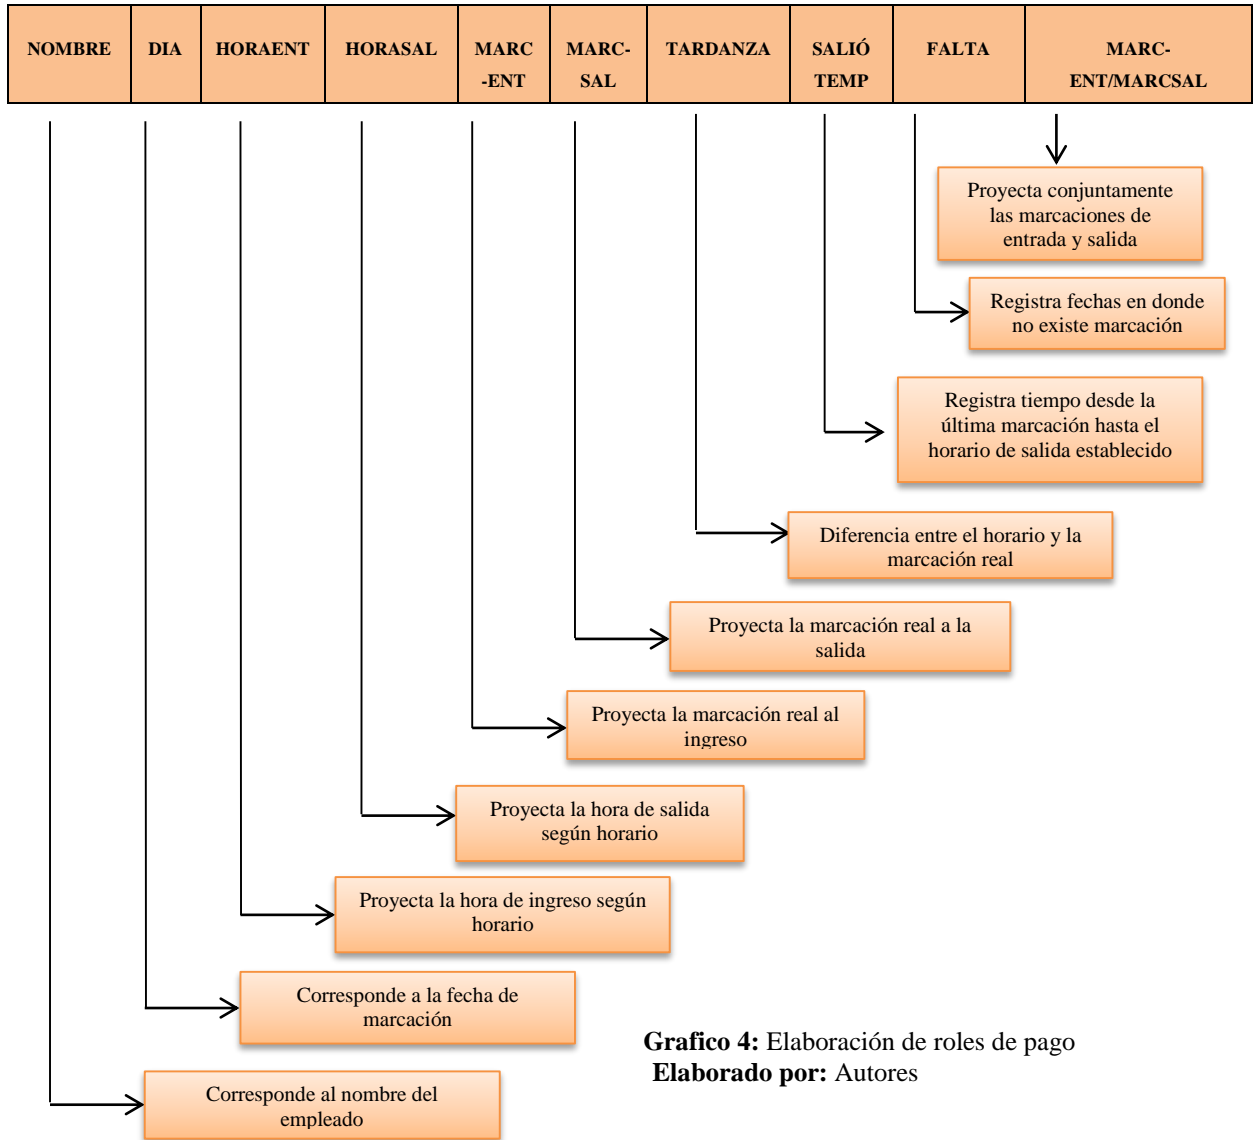 NOMBRE DIA HORAENT HORASAL MARC MARC- TARDANZA SALIÓ FALTA MARC-
-ENT SAL TEMP ENT/MARCSAL
Proyecta conjuntamente
las marcaciones de
entrada y salida
Registra fechas en donde
no existe marcación
Registra tiempo desde la
última marcación hasta el
horario de salida establecido
Diferencia entre el horario y la
marcación real
Proyecta la marcación real a la
salida
Proyecta la marcación real al
ingreso
Proyecta la hora de salida
según horario
Proyecta la hora de ingreso según
horario
Corresponde a la fecha de
marcación
Corresponde al nombre del
empleado
Grafico 4: Elaboración de roles de pago
Elaborado por: Autores